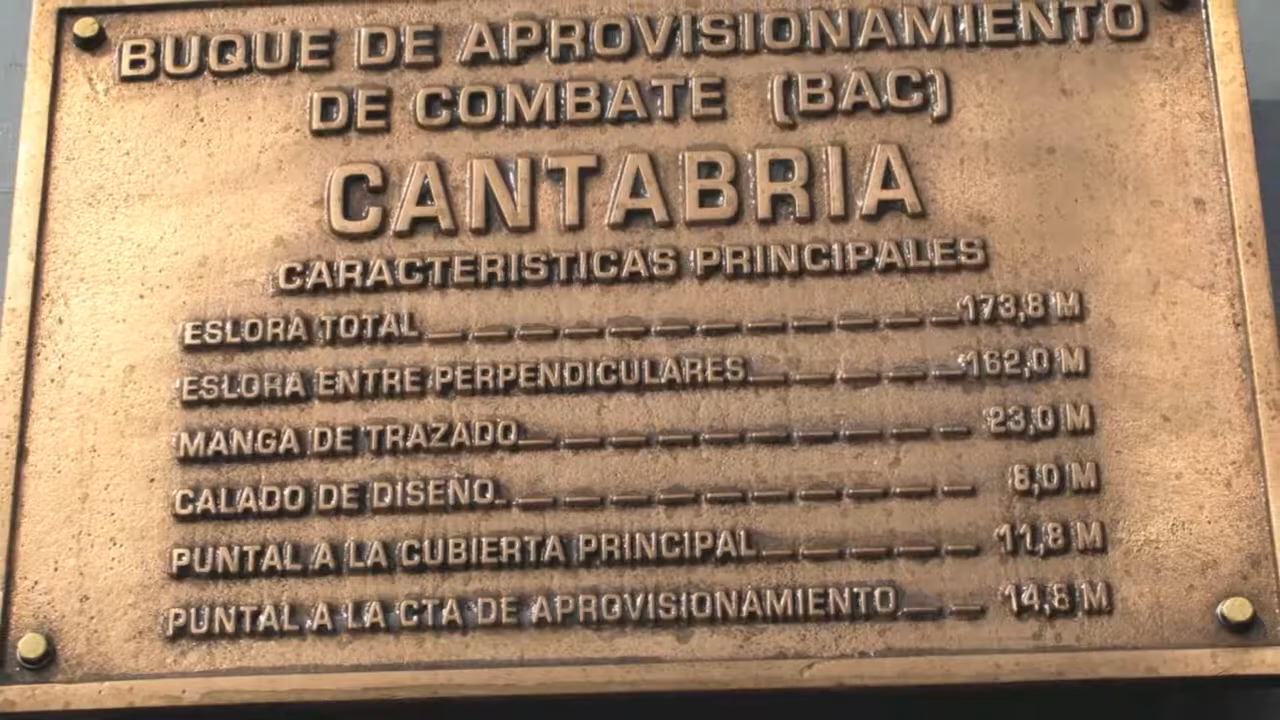 BUQUE DE APROVISIONAMIENTO
DE COMBATE (BAC)
CANTABRIA
CARACTERISTICAS PRINCIPALES
ESLORA TOTAL 173,8 M
ESLORA ENTRE PERPENDICULARES 162,0 M
MANGA DE TRAZADO 23,0 M
CALADO DE DISEÑO 8,0 M
PUNTAL A LA CUBIERTA PRINCIPAL 11,8 M
PUNTAL A LA CTA DE APROVISIONAMIENTO 14,8 M